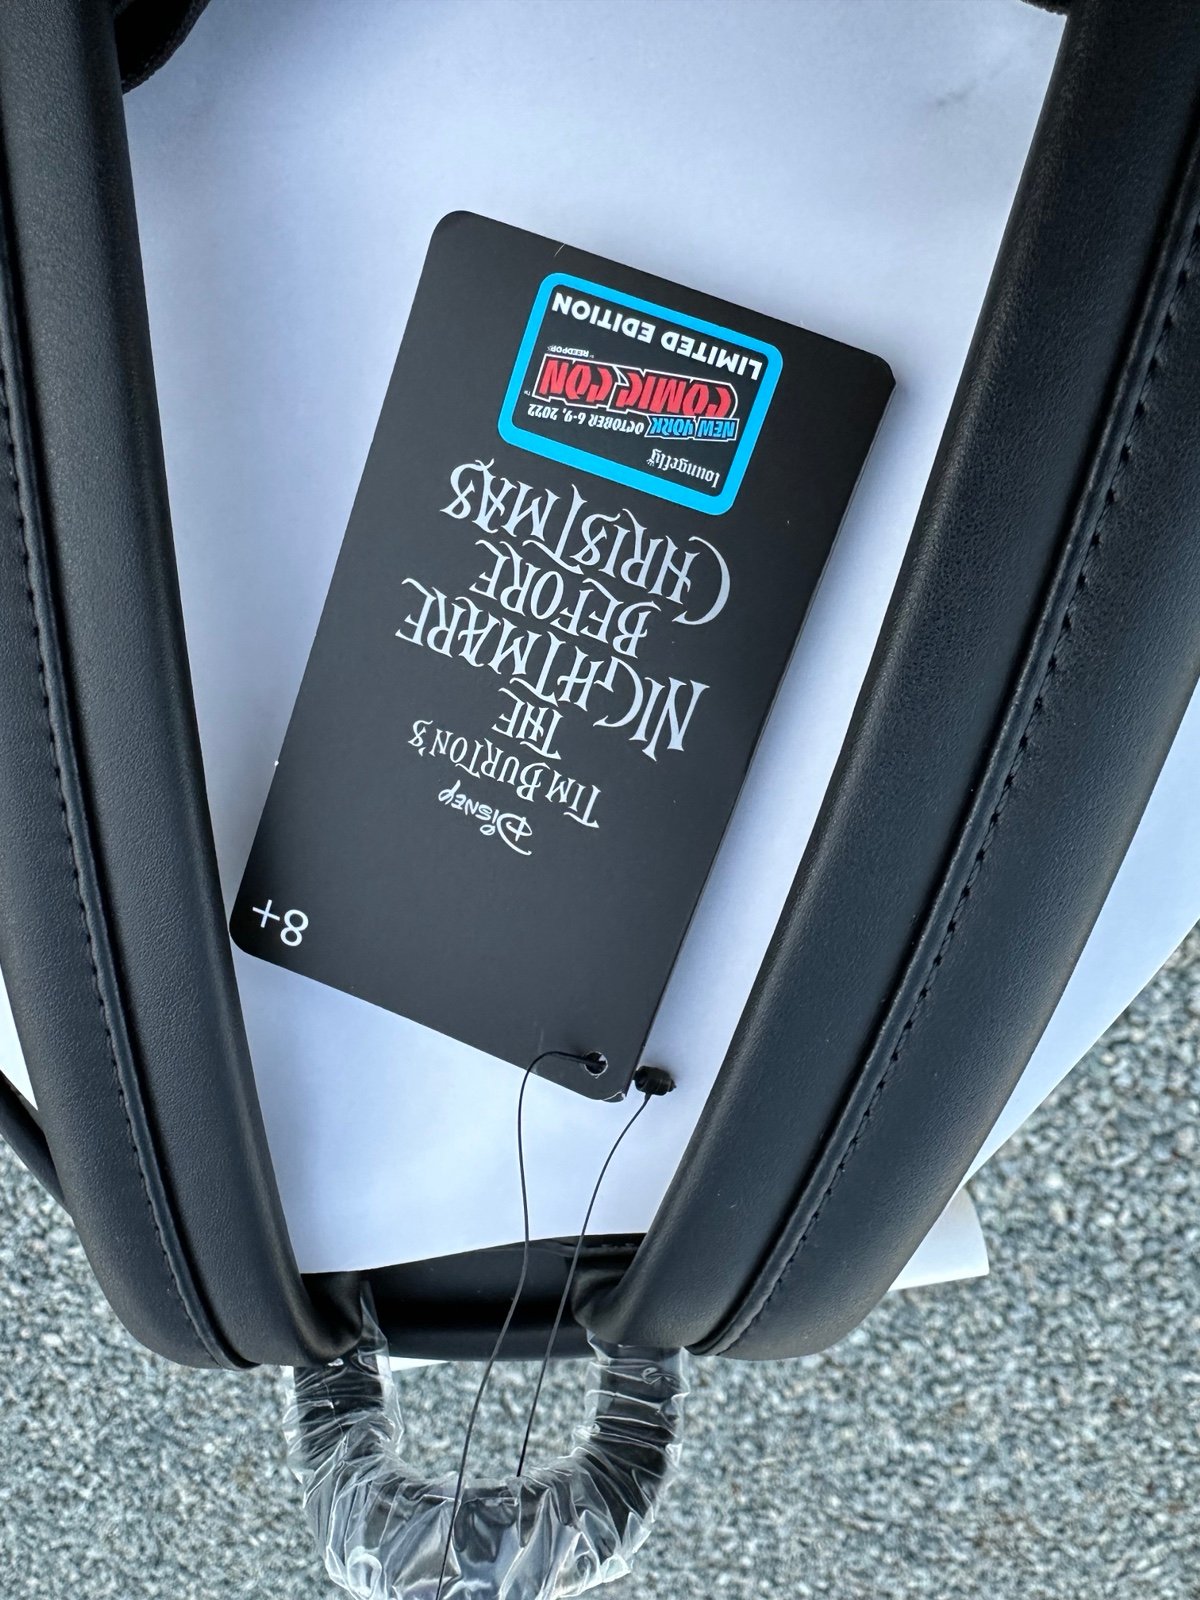 8+
Disney
Tim Burton's
The
Nightmare
Before
Christmas
loungefly
NEW YORK OCTOBER 6-9, 2022
COMIC CON™
REEDPOP
LIMITED EDITION